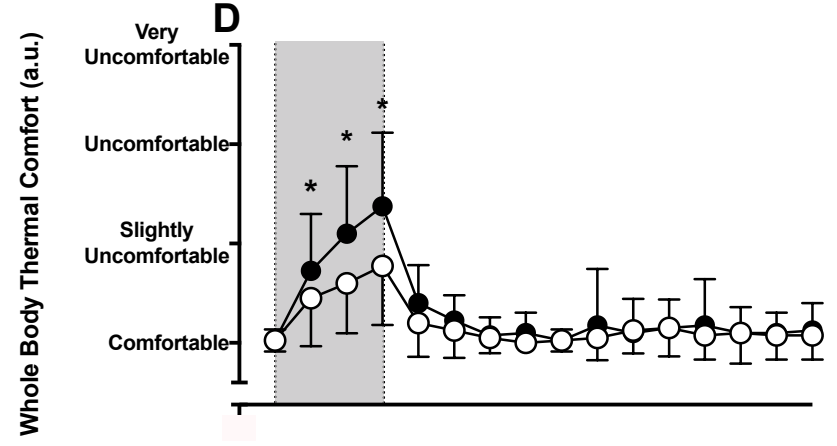 D
Whole Body Thermal Comfort (a.u.)
Very
Uncomfortable
Uncomfortable
Slightly
Uncomfortable
Comfortable
*
*
*